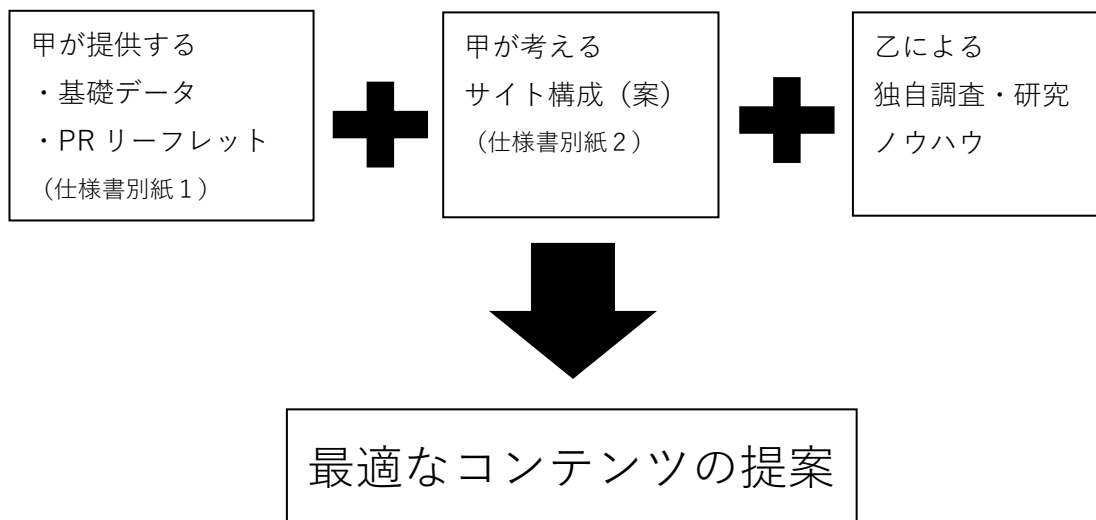 甲が提供する
・基礎データ
・PR リーフレット
（仕様書別紙１）
甲が考える
サイト構成（案）
（仕様書別紙２）
乙による
独自調査・研究
ノウハウ
最適なコンテンツの提案